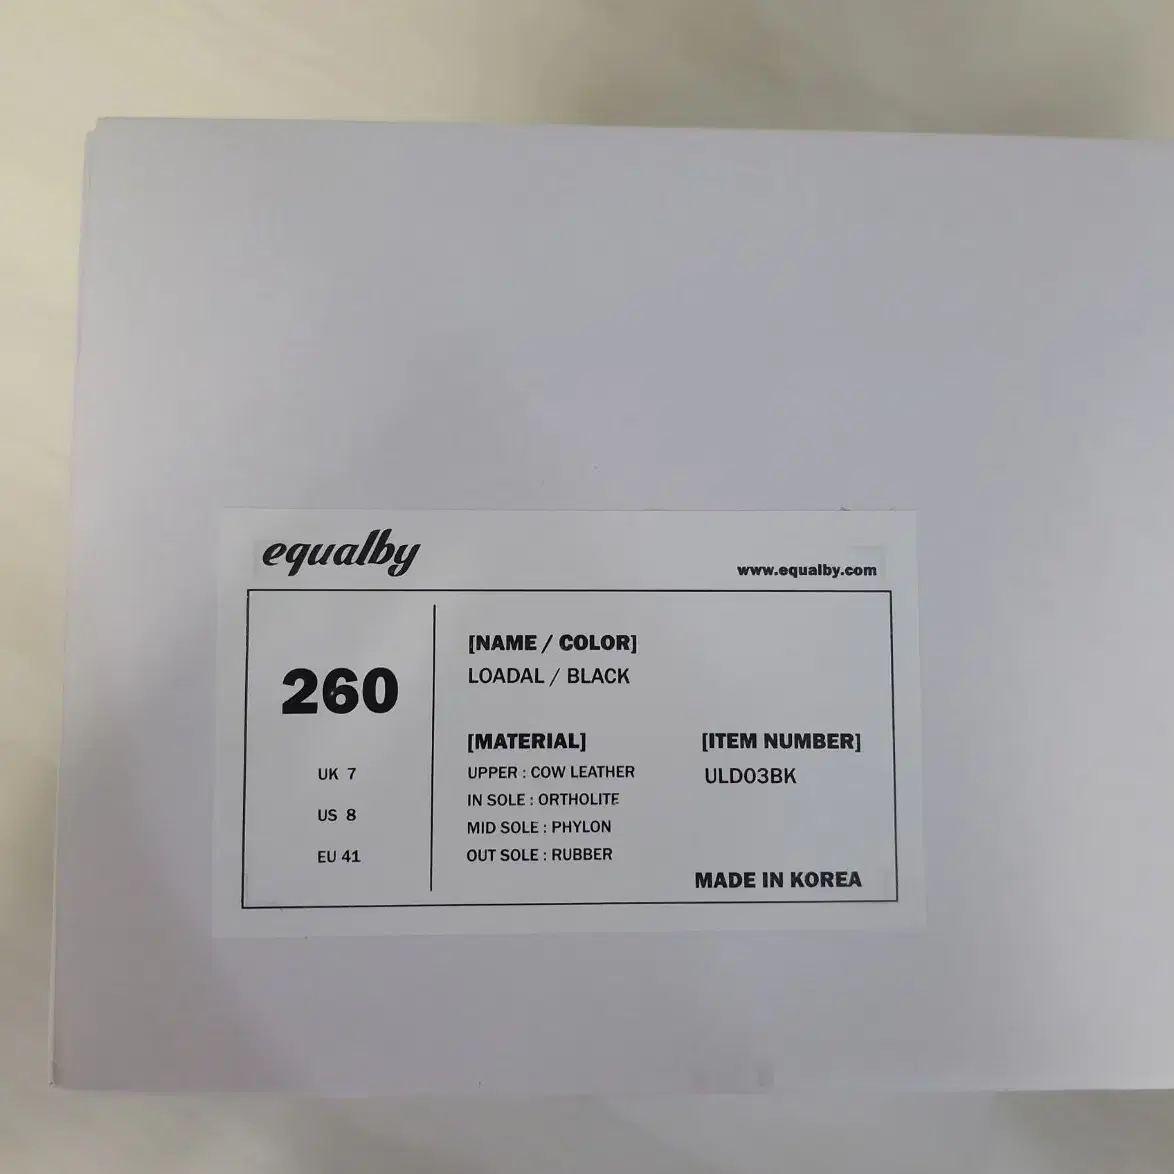 equalby
www.equalby.com
260
UK 7
US 8
EU 41
[NAME / COLOR]
LOADAL / BLACK
[MATERIAL]
UPPER : COW LEATHER
IN SOLE : ORTHOLITE
MID SOLE : PHYLON
OUT SOLE : RUBBER
[ITEM NUMBER]
ULD03BK
MADE IN KOREA